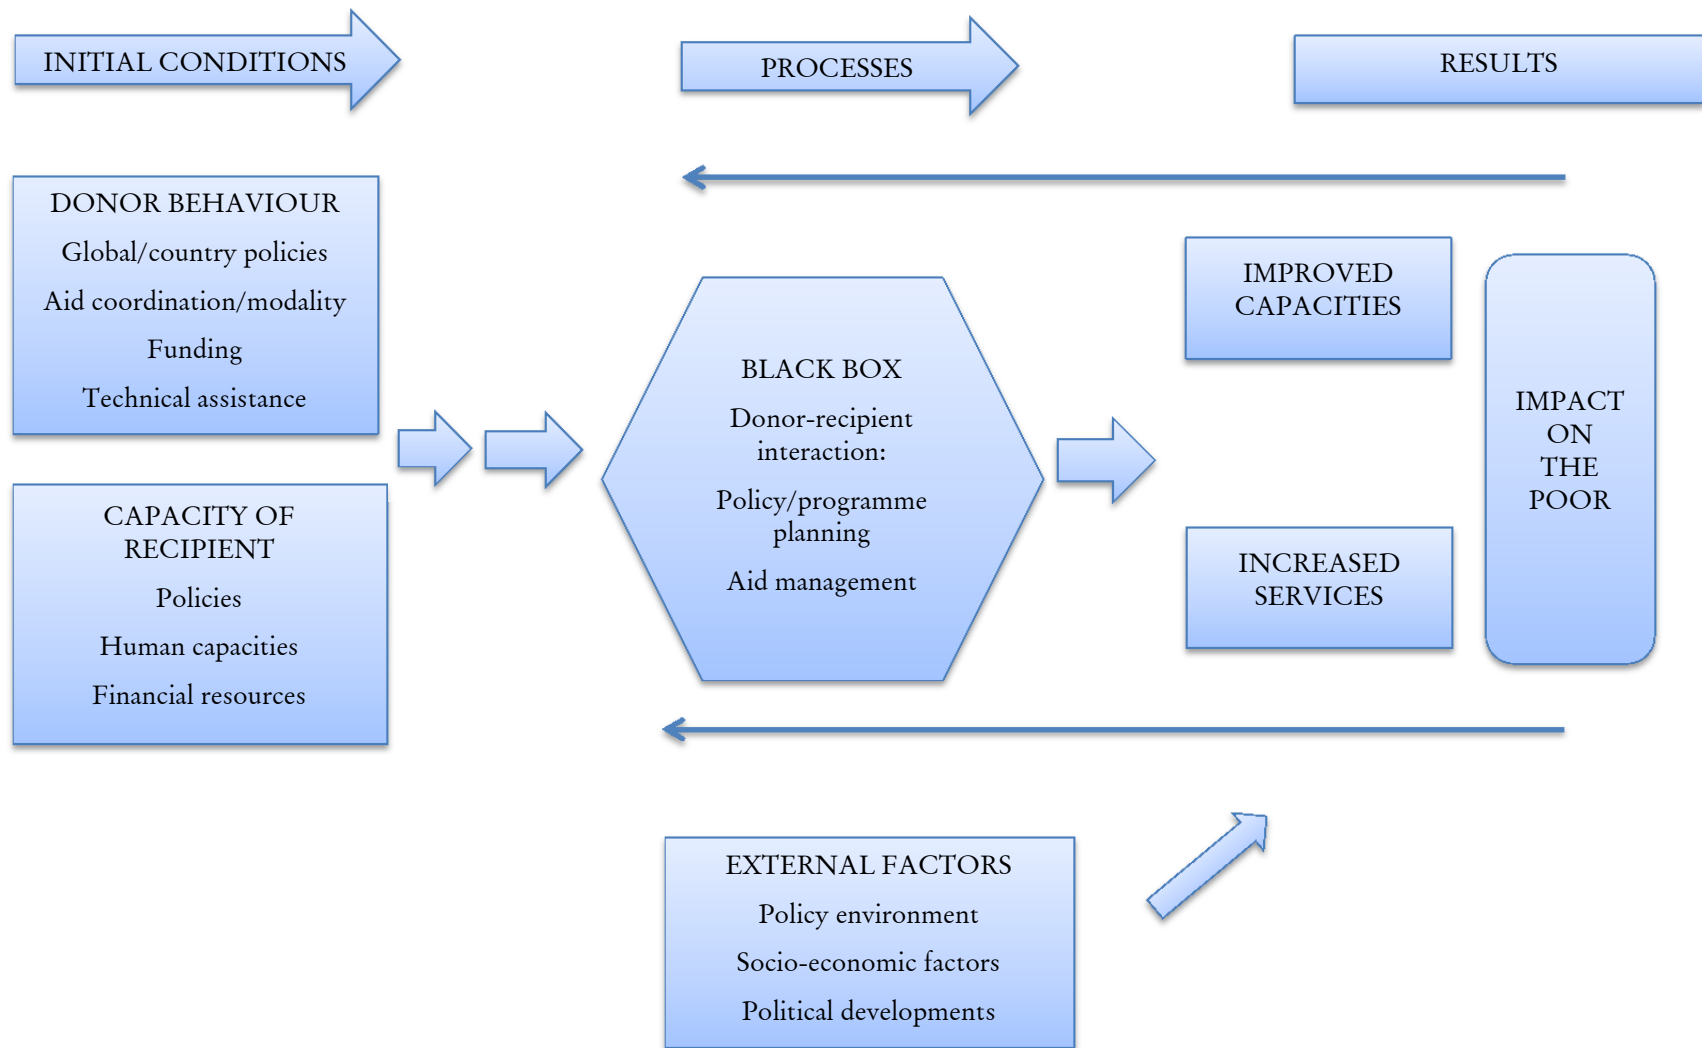 INITIAL CONDITIONS
PROCESSES
RESULTS
DONOR BEHAVIOUR
Global/country policies
Aid coordination/modality
Funding
Technical assistance
CAPACITY OF
RECIPIENT
Policies
Human capacities
Financial resources
BLACK BOX
Donor-recipient
interaction:
Policy/programme
planning
Aid management
IMPROVED
CAPACITIES
INCREASED
SERVICES
IMPACT
ON
THE
POOR
EXTERNAL FACTORS
Policy environment
Socio-economic factors
Political developments